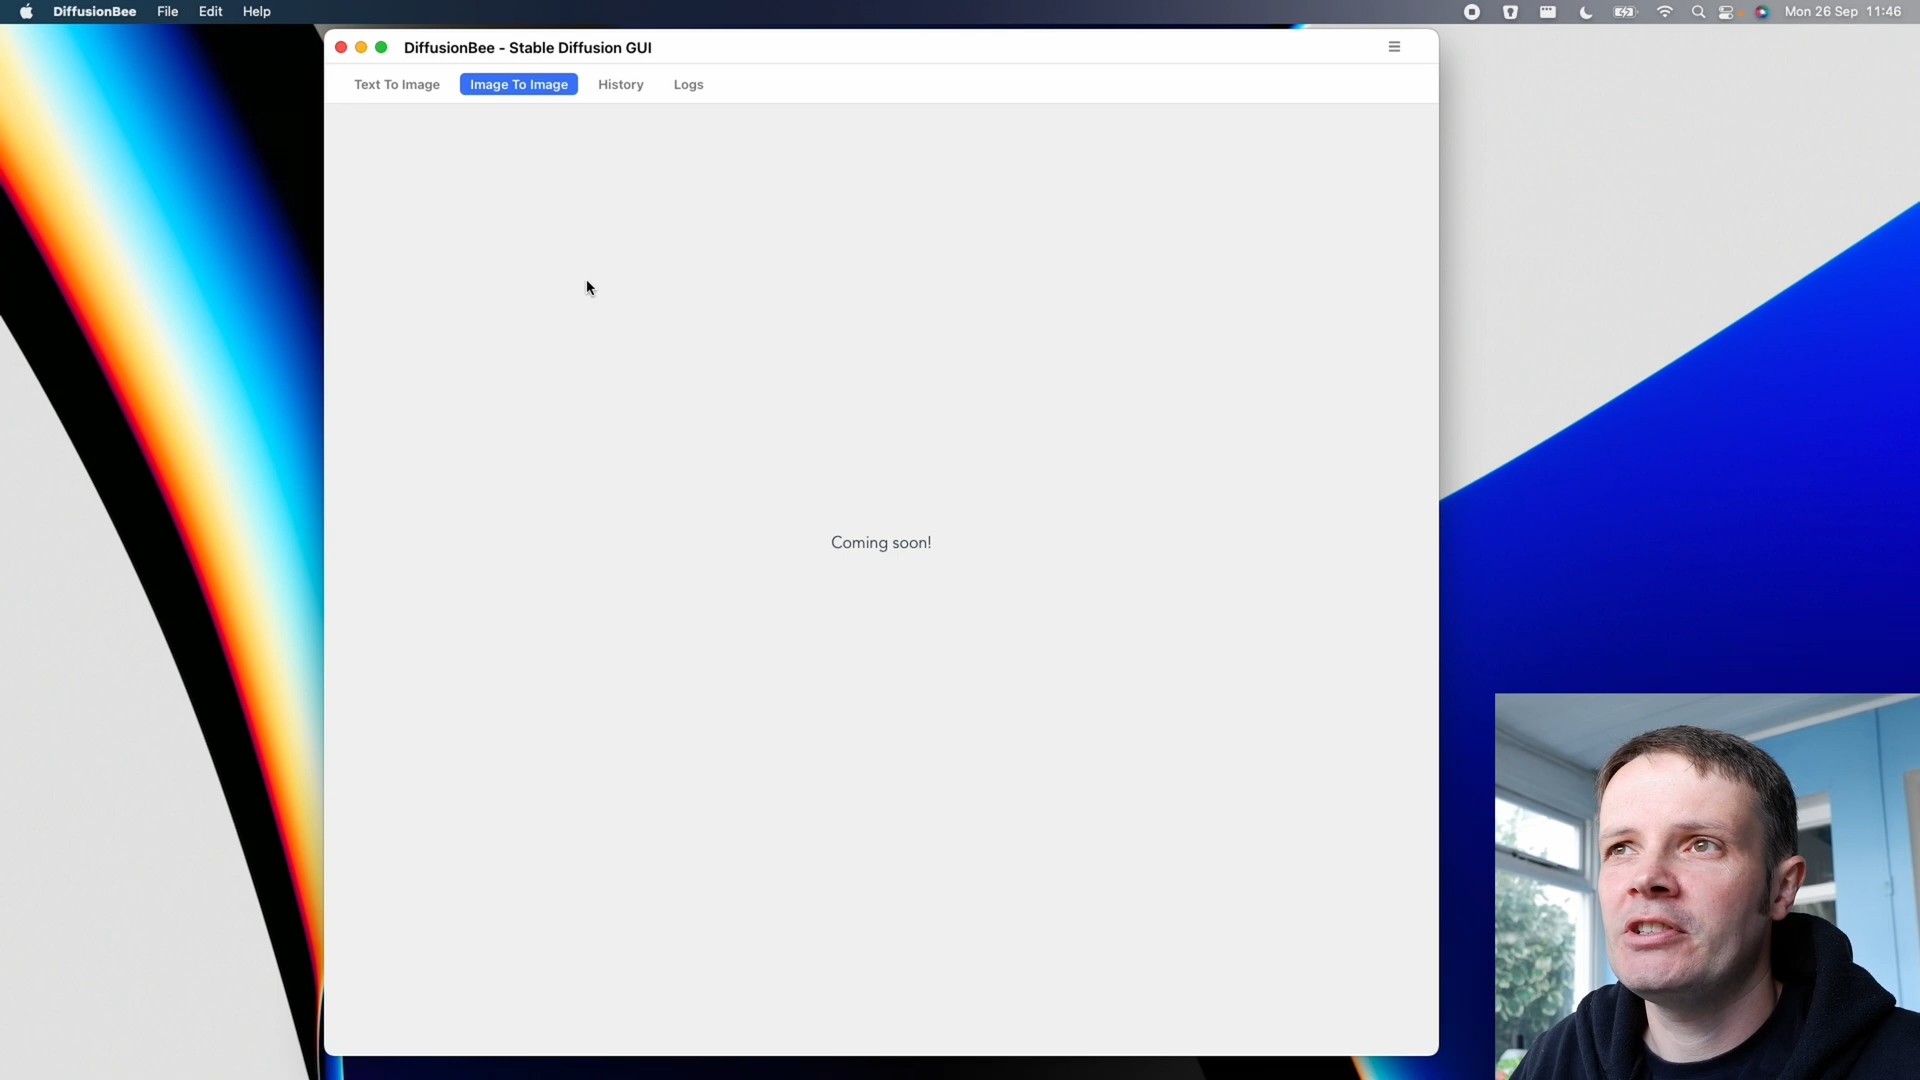 DiffusionBee File Edit Help Mon 26 Sep 11:46
DiffusionBee - Stable Diffusion GUI
Text To Image Image To Image History Logs
Coming soon!